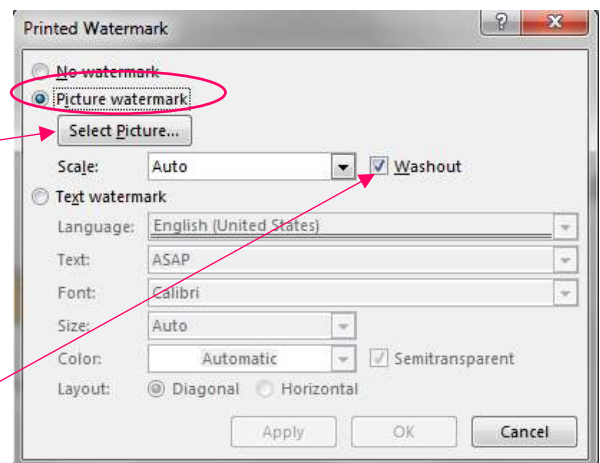 Printed Watermark
No watermark
Picture watermark
Select Picture...
Scale: Auto Washout
Text watermark
Language: English (United States)
Text: ASAP
Font: Calibri
Size: Auto
Color: Automatic Semitransparent
Layout: Diagonal Horizontal
Apply OK Cancel